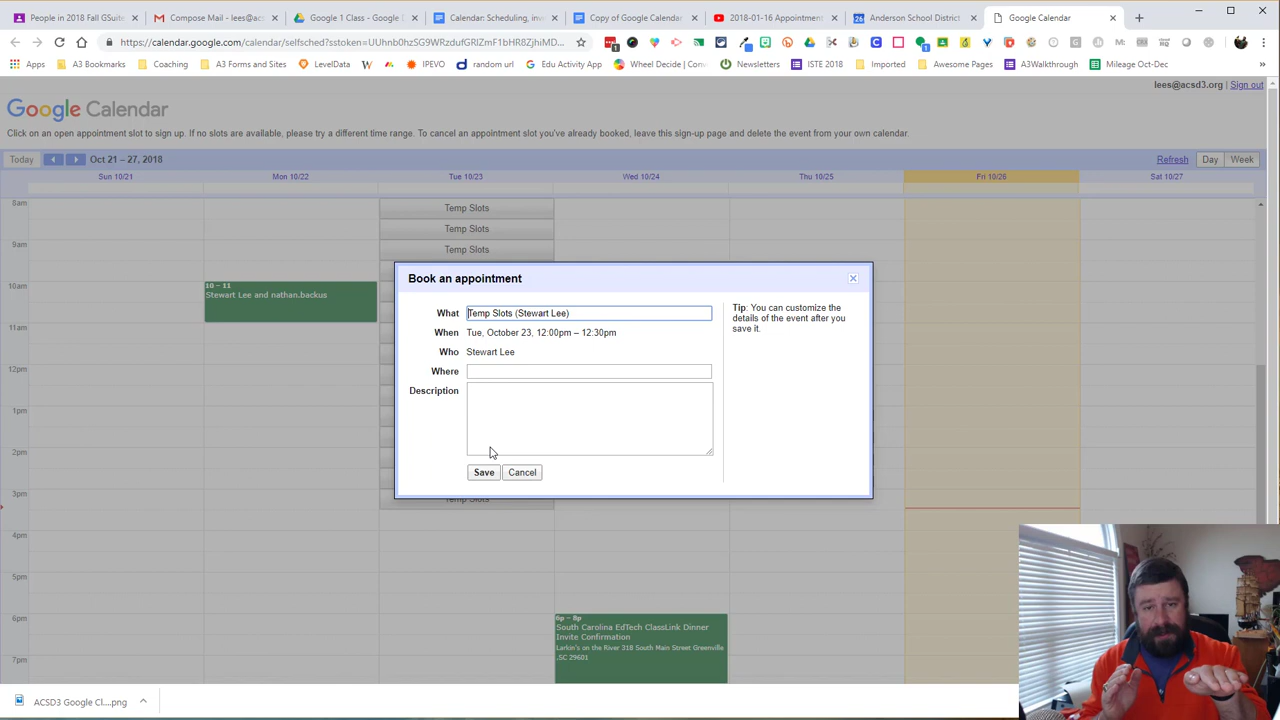 People in 2018 Fall GSuite
Compose Mail - lees@acs
Google 1 Class - Google
Calendar: Scheduling, inv
Copy of Google Calendar
2018-01-16 Appointment
Anderson School District
Google Calendar
https://calendar.google.com/calendar/
Apps
A3 Bookmarks
Coach
A3 Forms and Sites
LevelData
IPEVO
random url
Edu Activity App
Wheel Decide | Cov
Newsletters
ISTE 2018
Imported
Awesome Pages
A3Walkthrough
Mileage Oct-Dec
lees@acsd3.org | Sign out
Google Calendar
Click on an open appointment slot to sign up. If no slots are available, please try a different time range. To cancel an appointment slot you've already booked, leave this sign-up page and delete the event from your own calendar.
Today
Oct 21 – 27, 2018
Refresh
Day
Week
Sun 10/21
Mon 10/22
Tue 10/23
Wed 10/24
Thu 10/25
Fri 10/26
Sat 10/27
8am
Temp Slots
Temp Slots
9am
Temp Slots
10am
10 – 11
Stewart Lee and nathan.backus
11am
12pm
1pm
2pm
3pm
Temp Slots
4pm
5pm
6pm
7pm
Book an appointment
What
Temp Slots (Stewart Lee)
When
Tue, October 23, 12:00pm – 12:30pm
Who
Stewart Lee
Where
Description
Save
Cancel
Tip: You can customize the
details of the event after you
save it.
6p – 8p
South Carolina EdTech ClassLink Dinner
Invite Confirmation
Larkin's on the River 318 South Main Street Greenville
,SC 29601
ACSD3 Google Cl....png